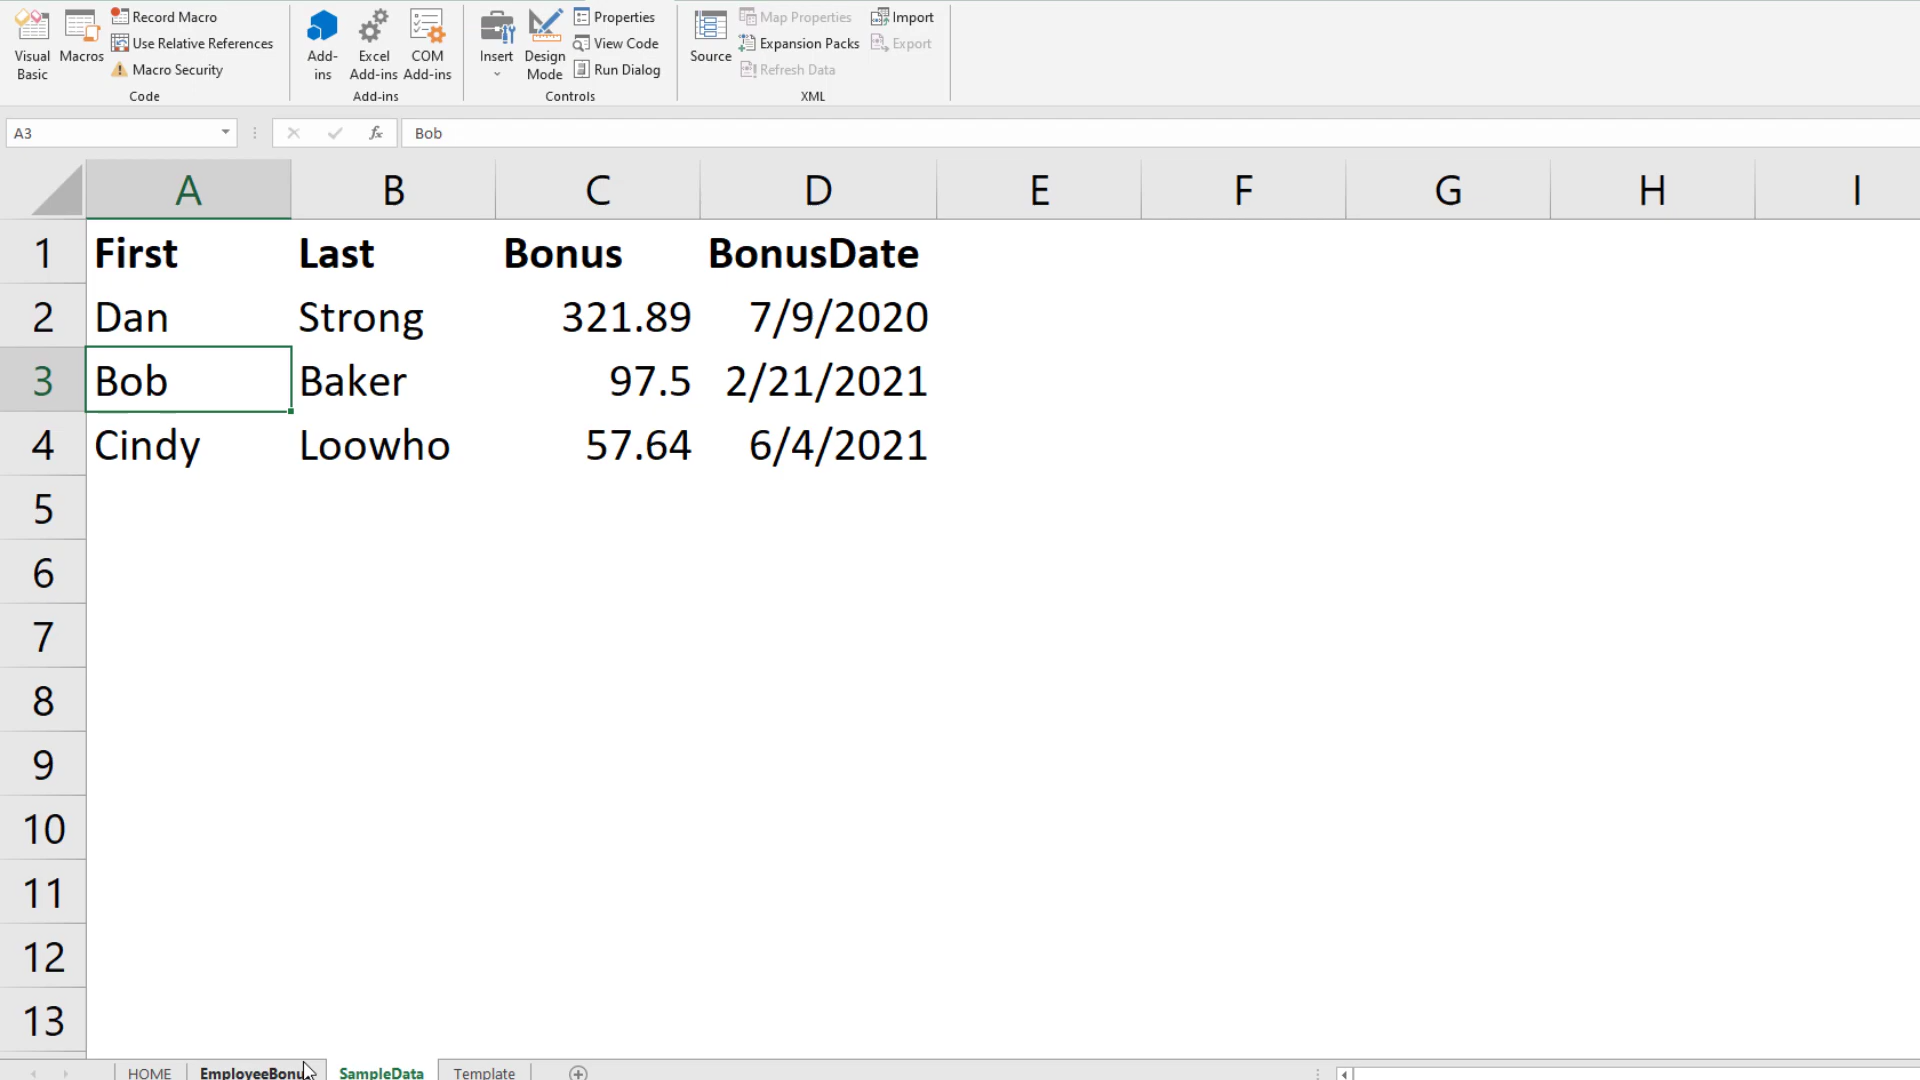 Visual Basic
Macros
Record Macro
Use Relative References
Macro Security
Code
Add-ins
Excel Add-ins
COM Add-ins
Add-ins
Insert
Design Mode
Properties
View Code
Run Dialog
Controls
Source
Map Properties
Expansion Packs
Refresh Data
Import
Export
XML
A3
fx
Bob
A B C D E F G H I
1 First Last Bonus BonusDate
2 Dan Strong 321.89 7/9/2020
3 Bob Baker 97.5 2/21/2021
4 Cindy Loowho 57.64 6/4/2021
5
6
7
8
9
10
11
12
13
HOME EmployeeBonus SampleData Template